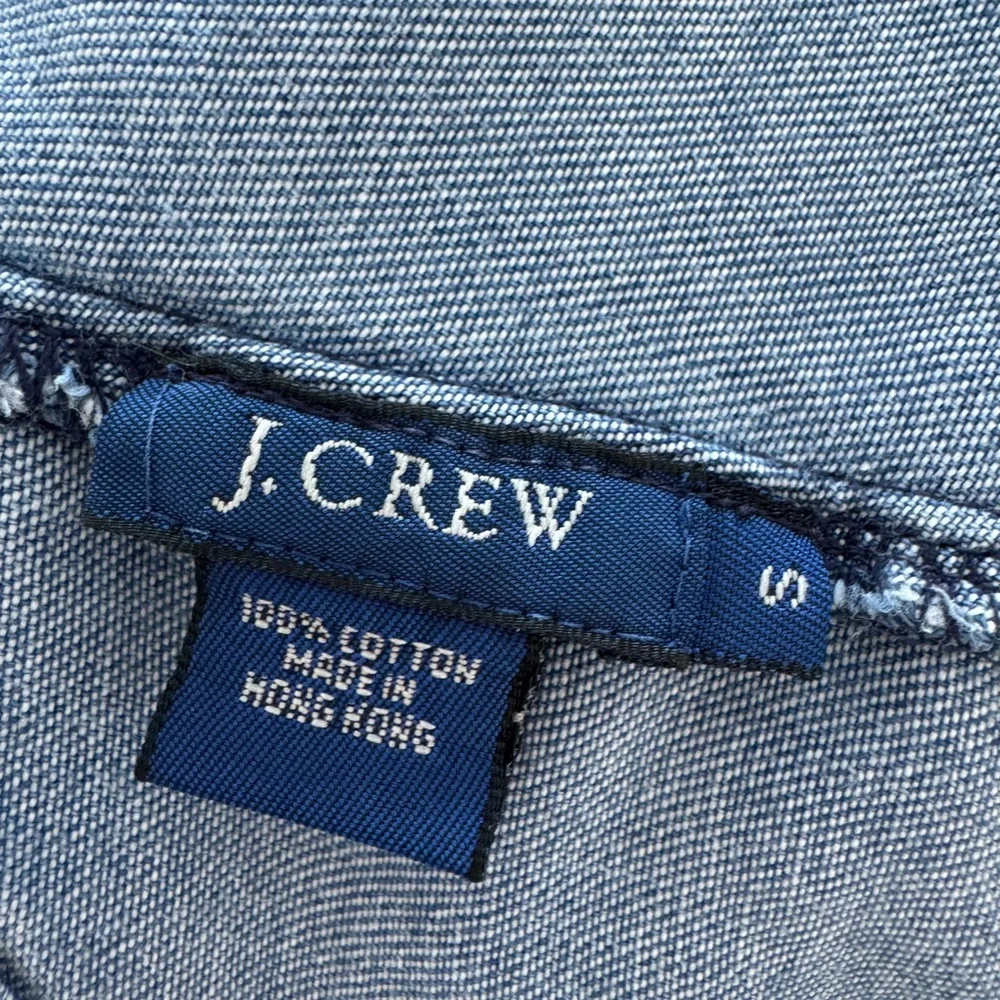 J. CREW
S
100% COTTON
MADE IN
HONG KONG